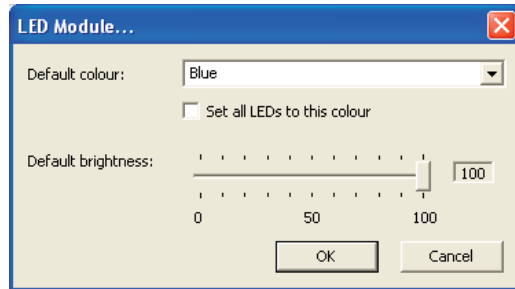 LED Module...
Default colour: Blue
Set all LEDs to this colour
Default brightness: 100
0 50 100
OK Cancel